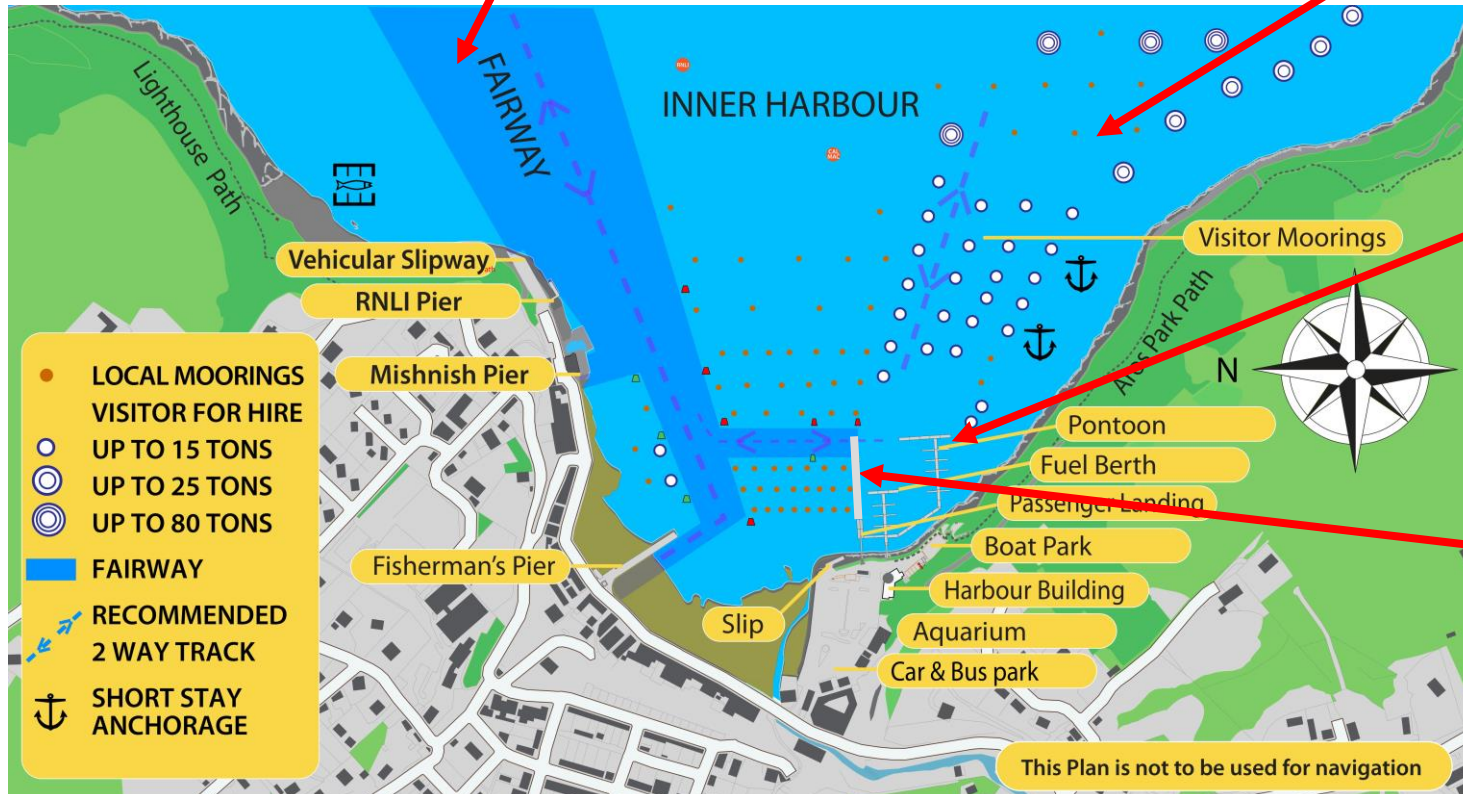 FAIRWAY
RNLI
INNER HARBOUR
CAL
MAC
Lighthouse Path
Visitor Moorings
Vehicular Slipway
RNLI Pier
Mishnish Pier
Aros Park Path
N
LOCAL MOORINGS
VISITOR FOR HIRE
UP TO 15 TONS
UP TO 25 TONS
UP TO 80 TONS
FAIRWAY
RECOMMENDED
2 WAY TRACK
SHORT STAY
ANCHORAGE
Pontoon
Fuel Berth
Passenger Landing
Boat Park
Fisherman's Pier
Harbour Building
Slip
Aquarium
Car & Bus park
This Plan is not to be used for navigation